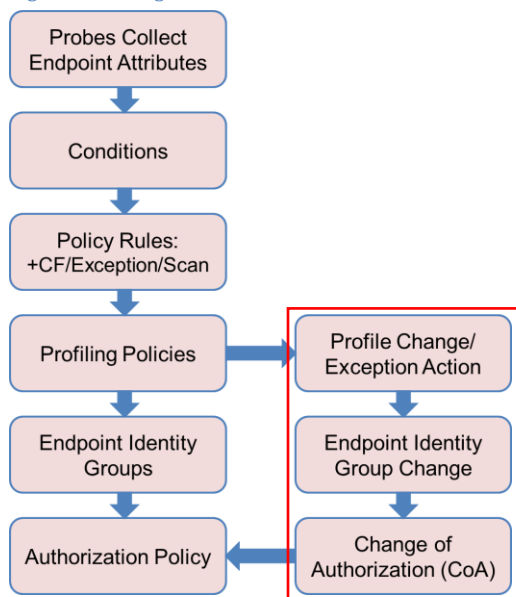 Probes Collect
Endpoint Attributes
Conditions
Policy Rules:
+CF/Exception/Scan
Profiling Policies
Profile Change/
Exception Action
Endpoint Identity
Groups
Endpoint Identity
Group Change
Authorization Policy
Change of
Authorization (CoA)